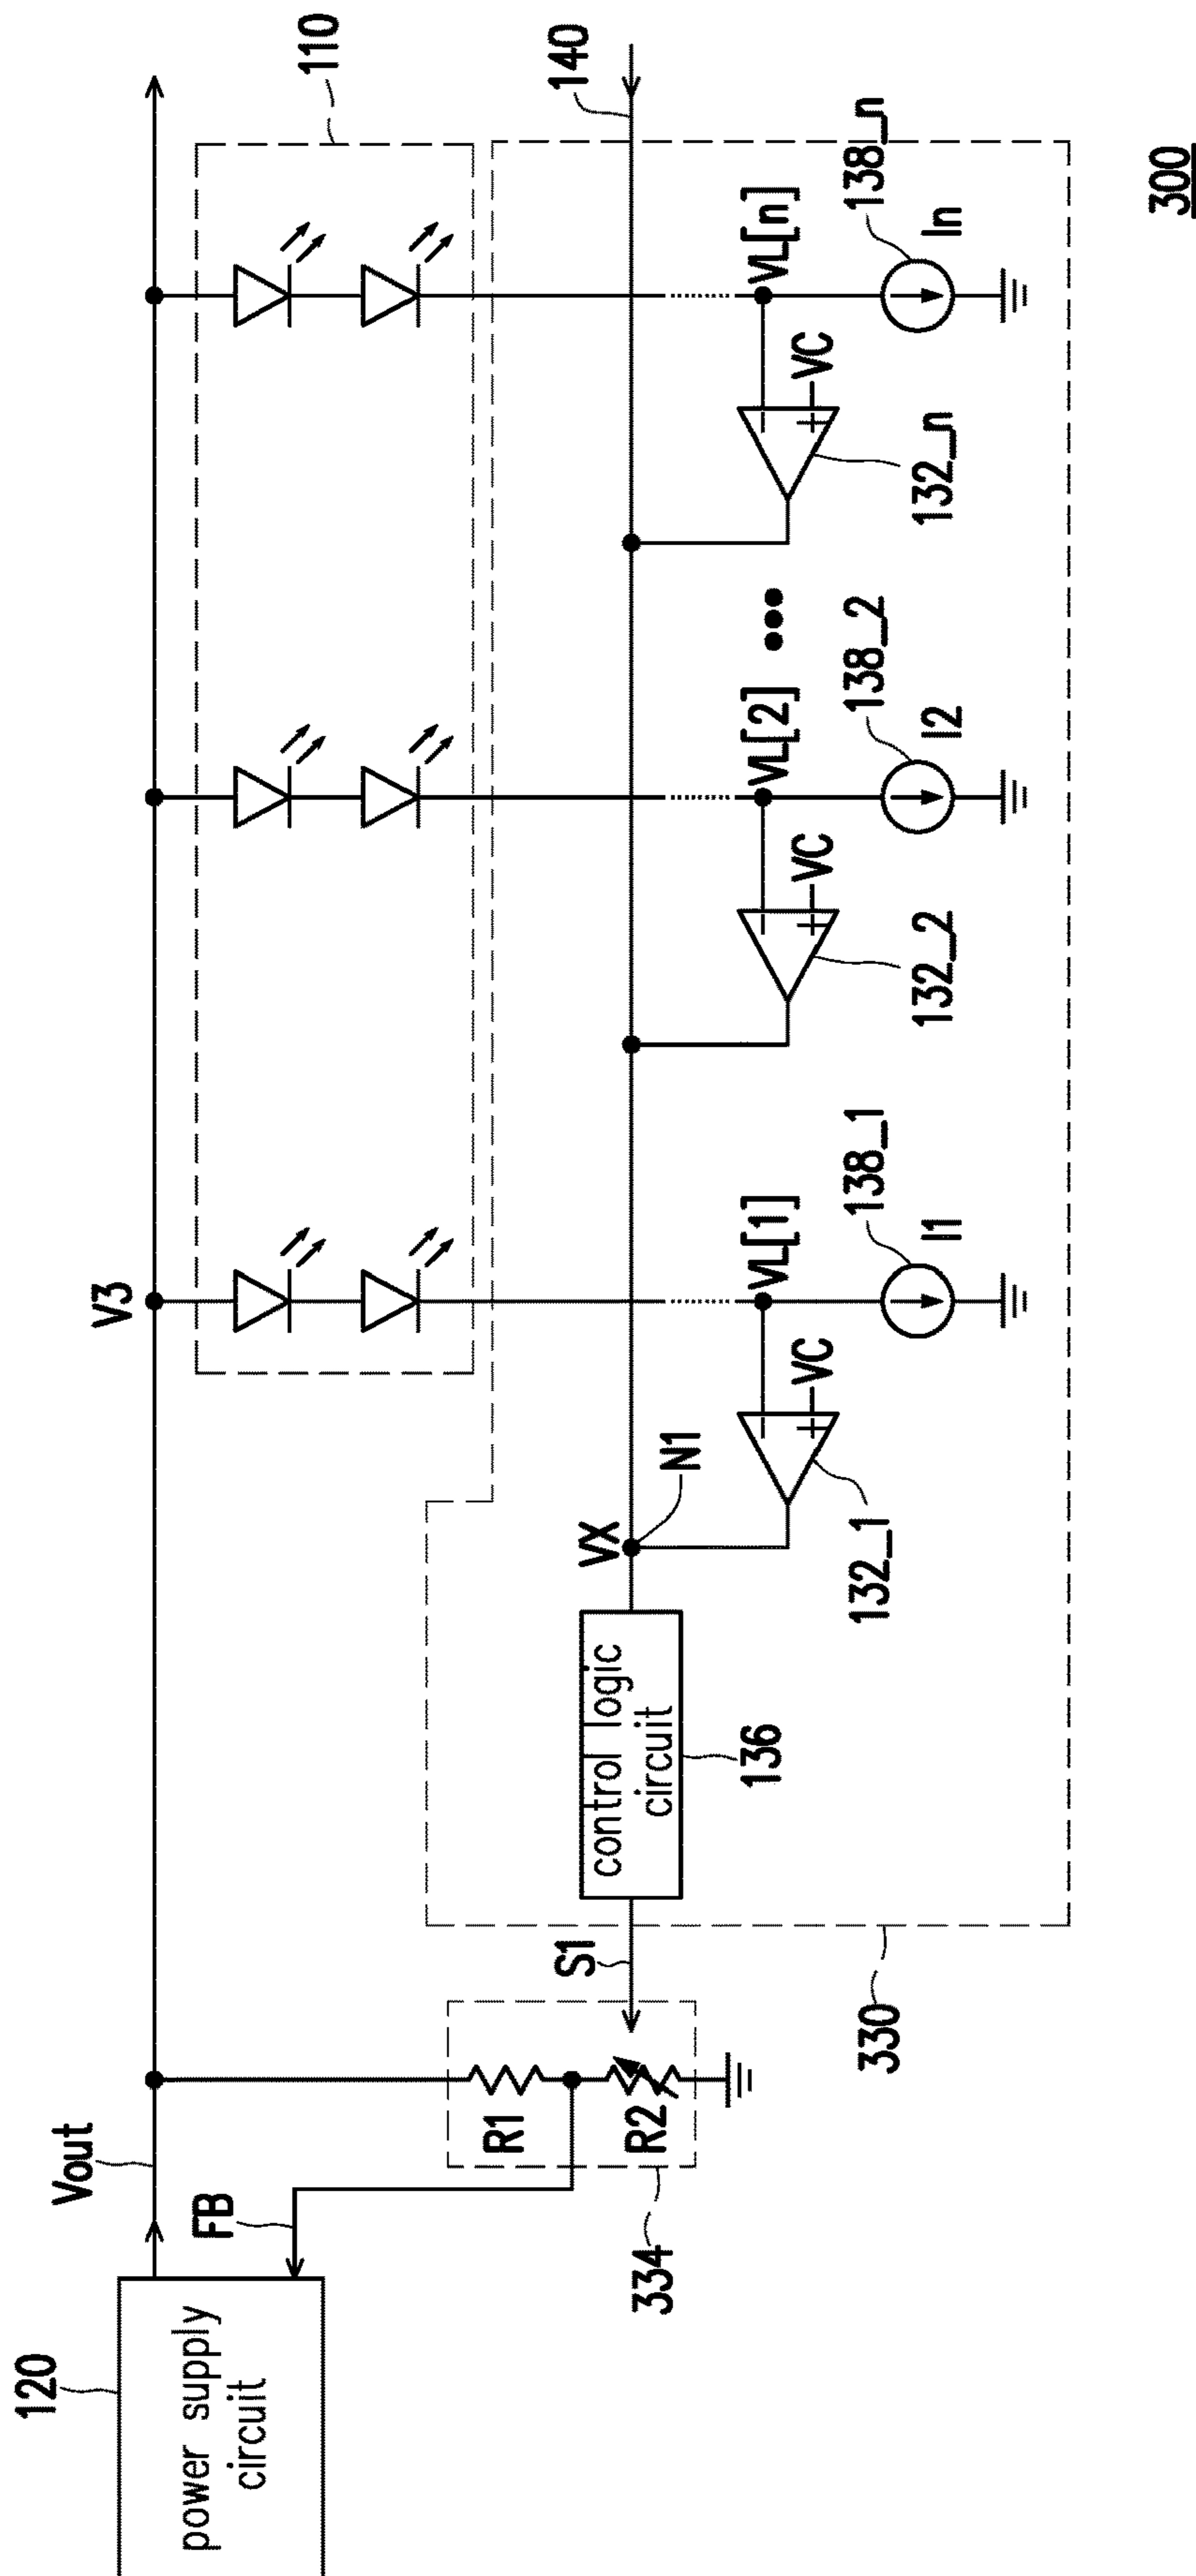 120
power supply
circuit
Vout
FB
V3
110
R1
R2
334
S1
control logic
circuit
136
VX
N1
140
132_1
VC
VL[1]
138_1
I1
132_2
VC
VL[2]
138_2
I2
132_n
VC
VL[n]
138_n
In
330
300